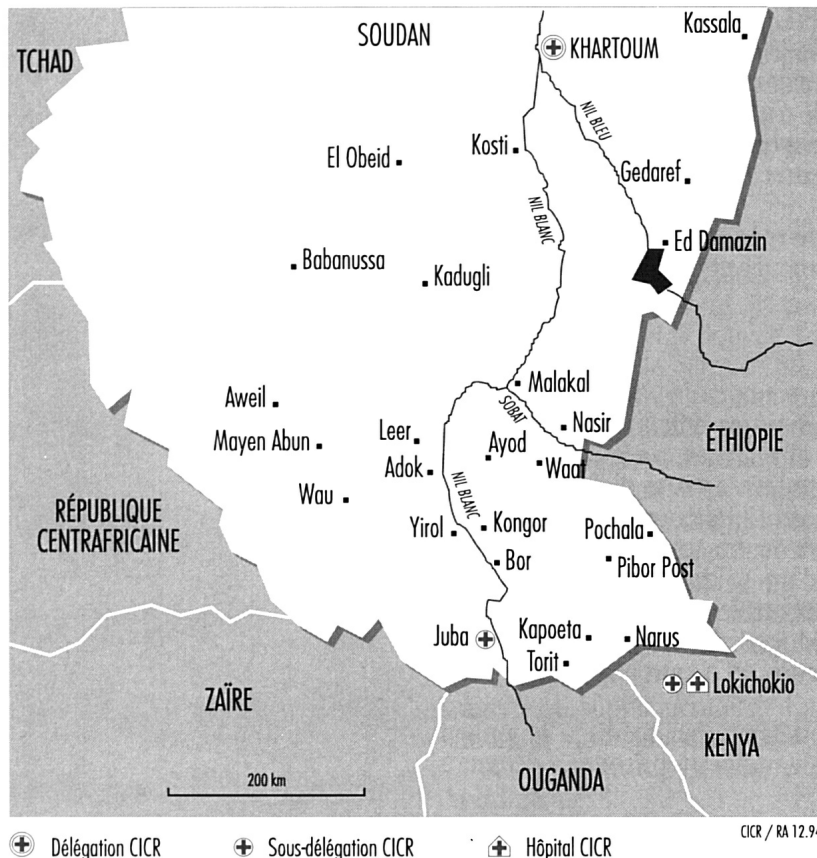 SOUDAN
Kassala
TCHAD
KHARTOUM
NIL BLEU
Kosti
El Obeid
Gedaref
NIL BLANC
Ed Damazin
Babanussa
Kadugli
Malakal
Aweil
SOBAT
Nasir
Leer
Mayen Abun
Ayod
ÉTHIOPIE
Adok
Waat
Wau
NIL BLANC
RÉPUBLIQUE
CENTRAFRICAINE
Yirol
Kongor
Pochala
Bor
Pibor Post
Juba
Kapoeta
Narus
Torit
Lokichokio
ZAÏRE
KENYA
200 km
OUGANDA
CICR / RA 12.94
Délégation CICR
Sous-délégation CICR
Hôpital CICR